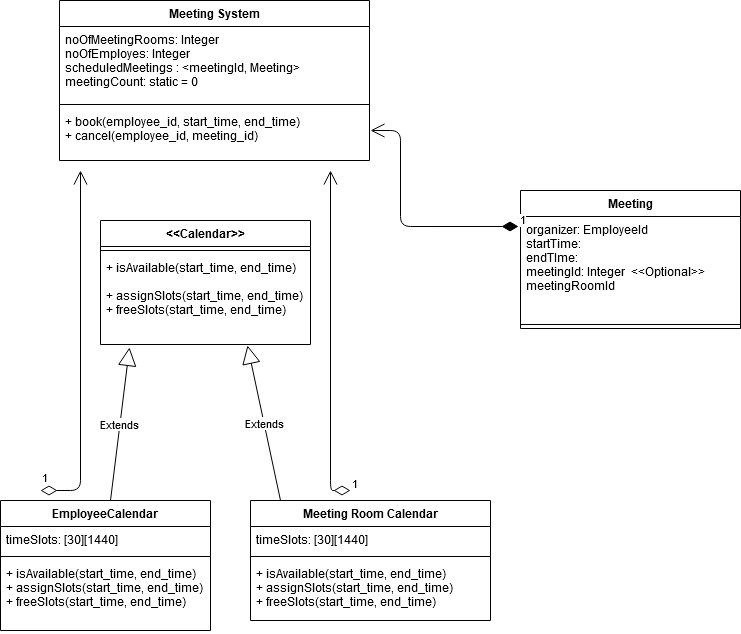 Meeting System
noOfMeetingRooms: Integer
noOfEmployes: Integer
scheduledMeetings : <meetingId, Meeting>
meetingCount: static = 0
+ book(employee_id, start_time, end_time)
+ cancel(employee_id, meeting_id)
Meeting
1
organizer: EmployeeId
startTime:
endTIme:
meetingId: Integer <<Optional>>
meetingRoomId
<<Calendar>>
+ isAvailable(start_time, end_time)
+ assignSlots(start_time, end_time)
+ freeSlots(start_time, end_time)
Extends
Extends
1
1
EmployeeCalendar
timeSlots: [30][1440]
+ isAvailable(start_time, end_time)
+ assignSlots(start_time, end_time)
+ freeSlots(start_time, end_time)
Meeting Room Calendar
timeSlots: [30][1440]
+ isAvailable(start_time, end_time)
+ assignSlots(start_time, end_time)
+ freeSlots(start_time, end_time)